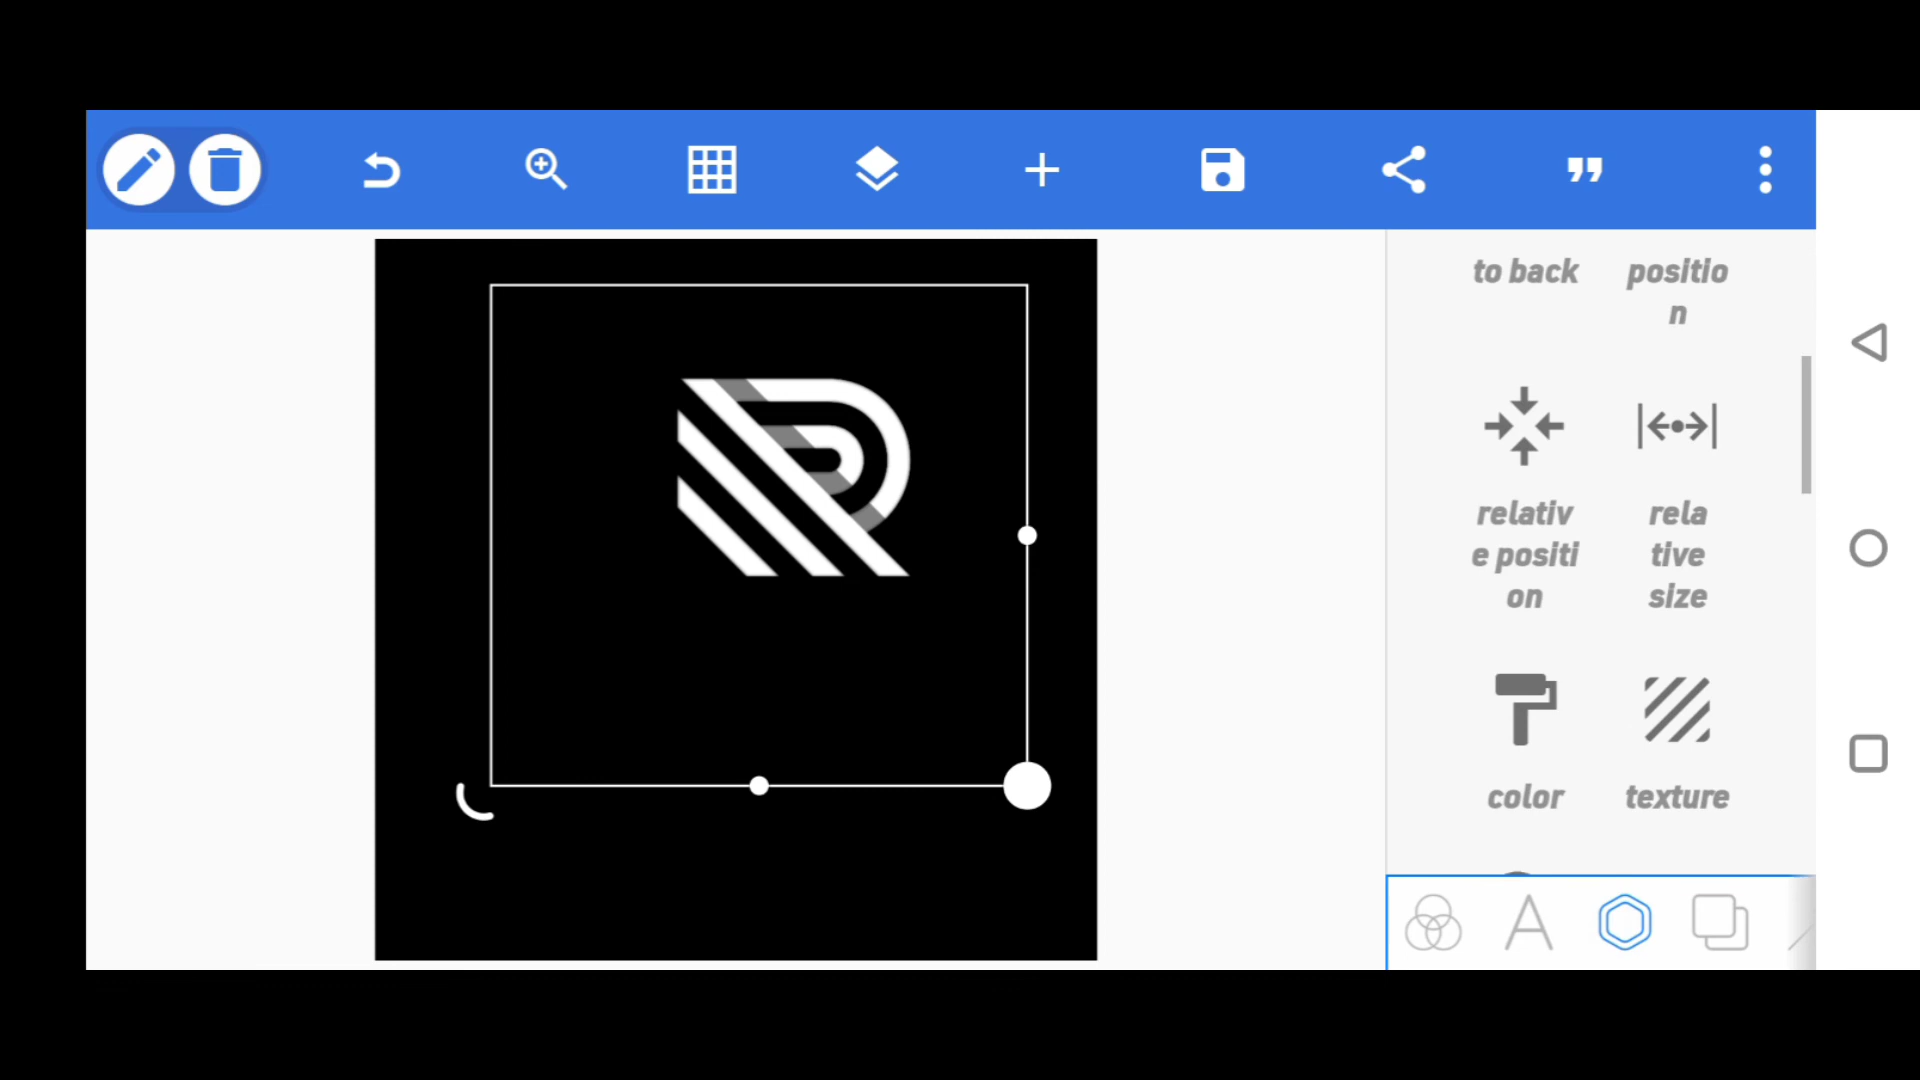 to back
positio
n
relativ
e positi
on
rela
tive
size
color
texture